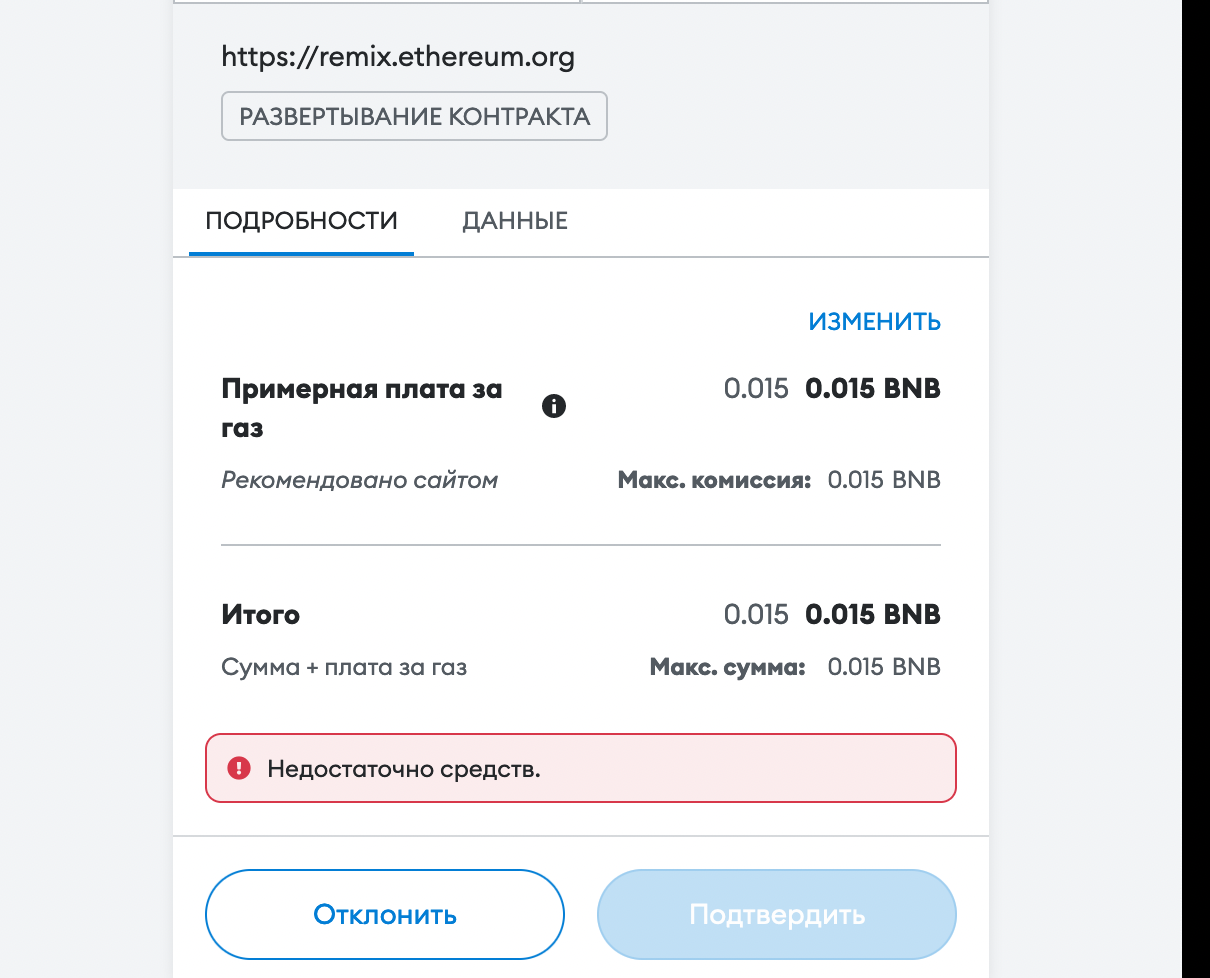 https://remix.ethereum.org
РАЗВЕРТЫВАНИЕ КОНТРАКТА
ПОДРОБНОСТИ ДАННЫЕ
ИЗМЕНИТЬ
Примерная плата за газ 0.015 0.015 BNB
Рекомендовано сайтом Макс. комиссия: 0.015 BNB
Итого 0.015 0.015 BNB
Сумма + плата за газ Макс. сумма: 0.015 BNB
Недостаточно средств.
Отклонить Подтвердить